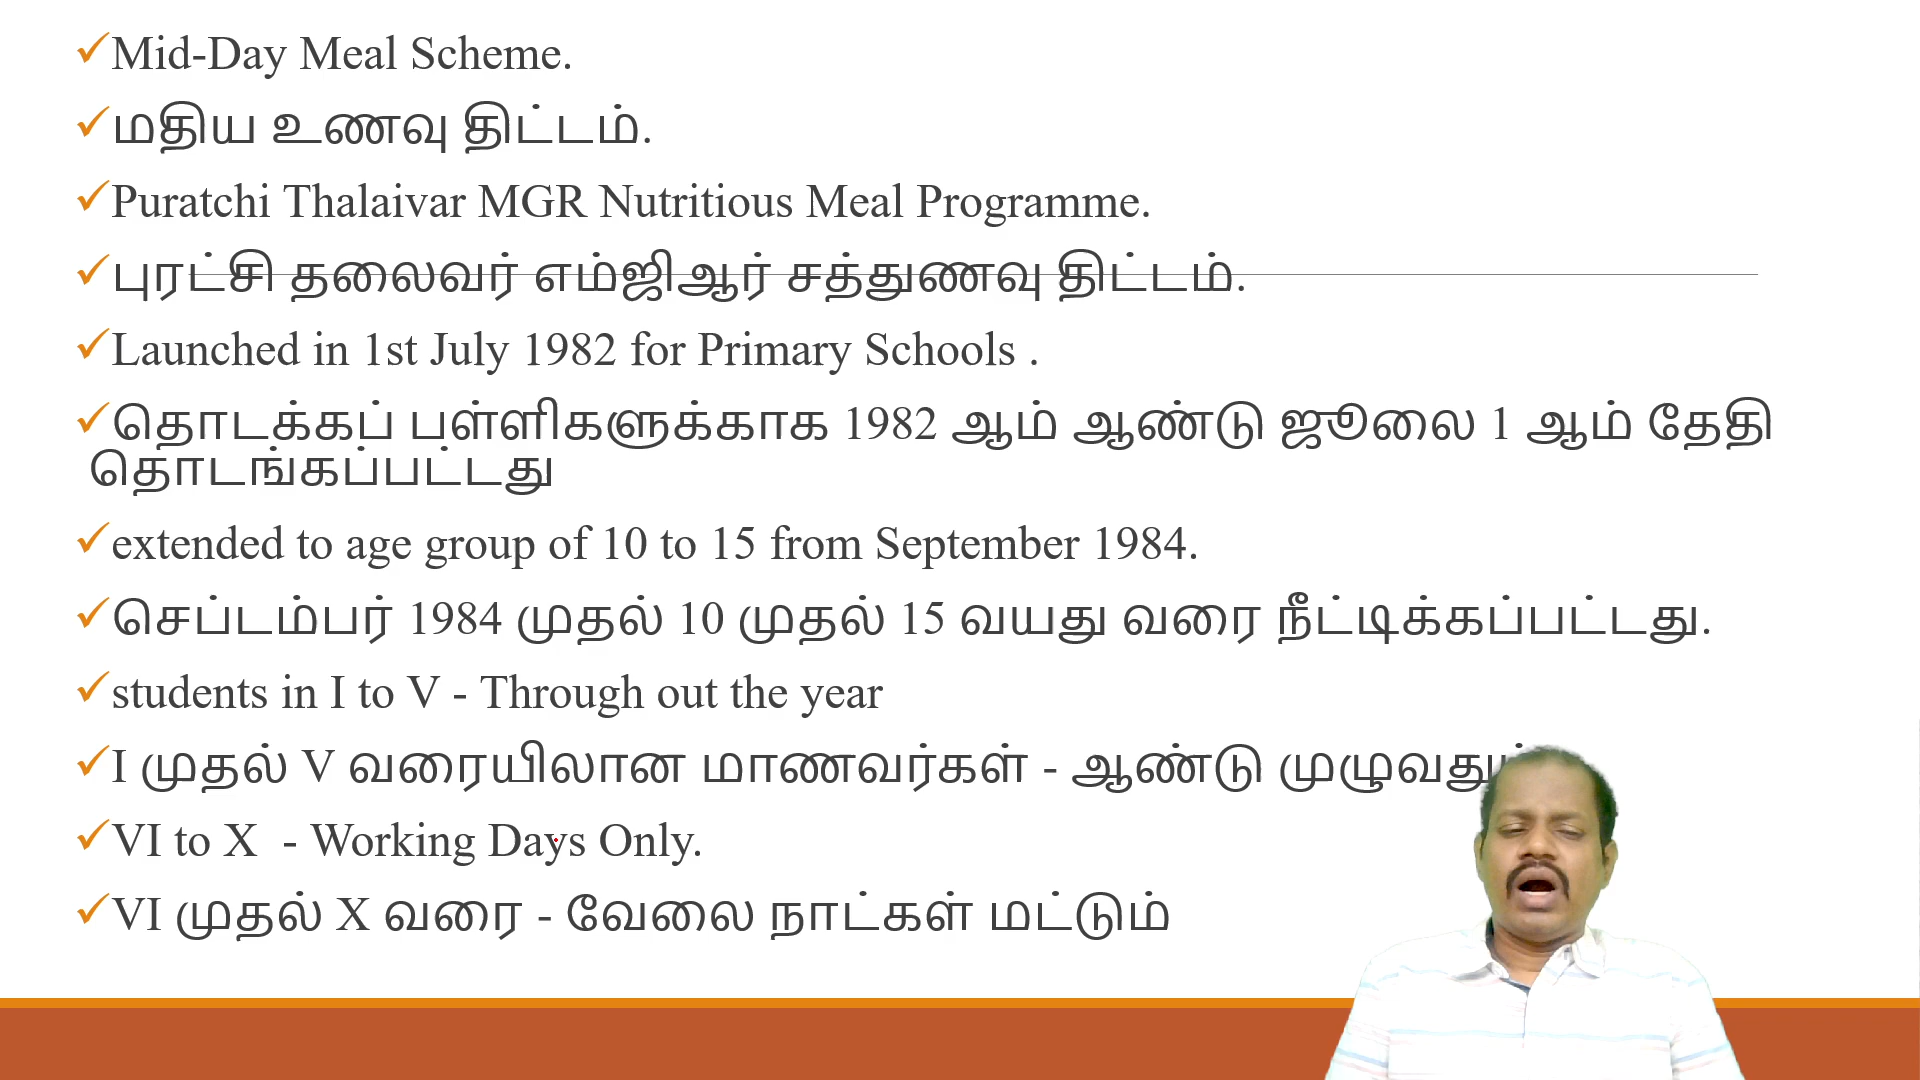 Mid-Day Meal Scheme.
மதிய உணவு திட்டம்.
Puratchi Thalaivar MGR Nutritious Meal Programme.
புரட்சி தலைவர் எம்ஜிஆர் சத்துணவு திட்டம்.
Launched in 1st July 1982 for Primary Schools .
தொடக்கப் பள்ளிகளுக்காக 1982 ஆம் ஆண்டு ஜூலை 1 ஆம் தேதி
தொடங்கப்பட்டது
extended to age group of 10 to 15 from September 1984.
செப்டம்பர் 1984 முதல் 10 முதல் 15 வயது வரை நீட்டிக்கப்பட்டது.
students in I to V - Through out the year
I முதல் V வரையிலான மாணவர்கள் - ஆண்டு முழுவதும்
VI to X - Working Days Only.
VI முதல் X வரை - வேலை நாட்கள் மட்டும்